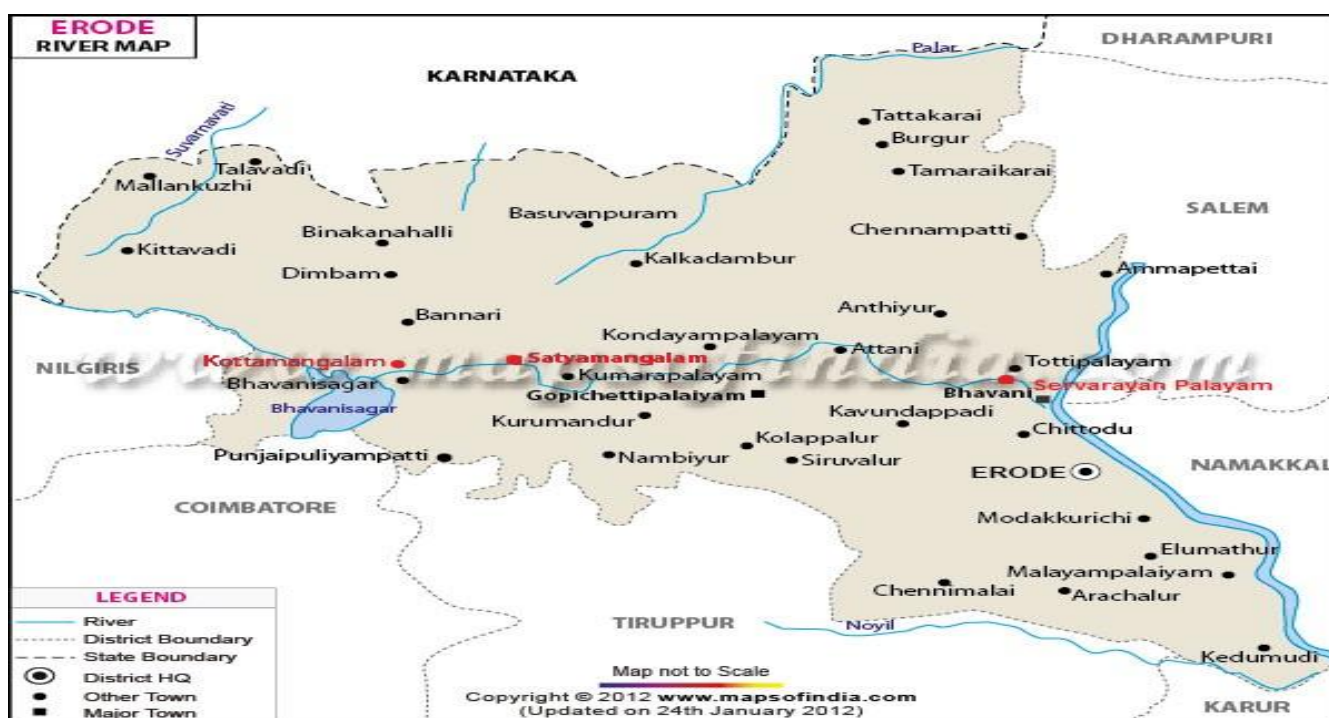 ERODE
RIVER MAP
DHARAMPURI
Palar
KARNATAKA
Suvarnavati
Tattakarai
Burgur
Talavadi
Mallankuzhi
Tamaraikarai
SALEM
Basuvanpuram
Chennampatti
Binakanahalli
Kittavadi
Kalkadambur
Dimbam
Ammapettai
Anthiyur
Bannari
Kondayampalayam
www.mapsofindia.com
Attani
NILGIRIS
Kottamangalam
Satyamangalam
Tottipalayam
Bhavanisagar
Kumarapalayam
Servarayan Palayam
Gopichettipalaiyam
Bhavani
Bhavanisagar
Kavundappadi
Kurumandur
Chittodu
Kolappalur
Punjaipuliyampatti
Nambiyur
Siruvalur
NAMAKKAL
ERODE
COIMBATORE
Modakkurichi
Elumathur
Malayampalaiyam
Chennimalai
Arachalur
LEGEND
River
District Boundary
State Boundary
District HQ
Other Town
Major Town
TIRUPPUR
Noyil
Kedumudi
Map not to Scale
Copyright © 2012 www.mapsofindia.com
(Updated on 24th January 2012)
KARUR